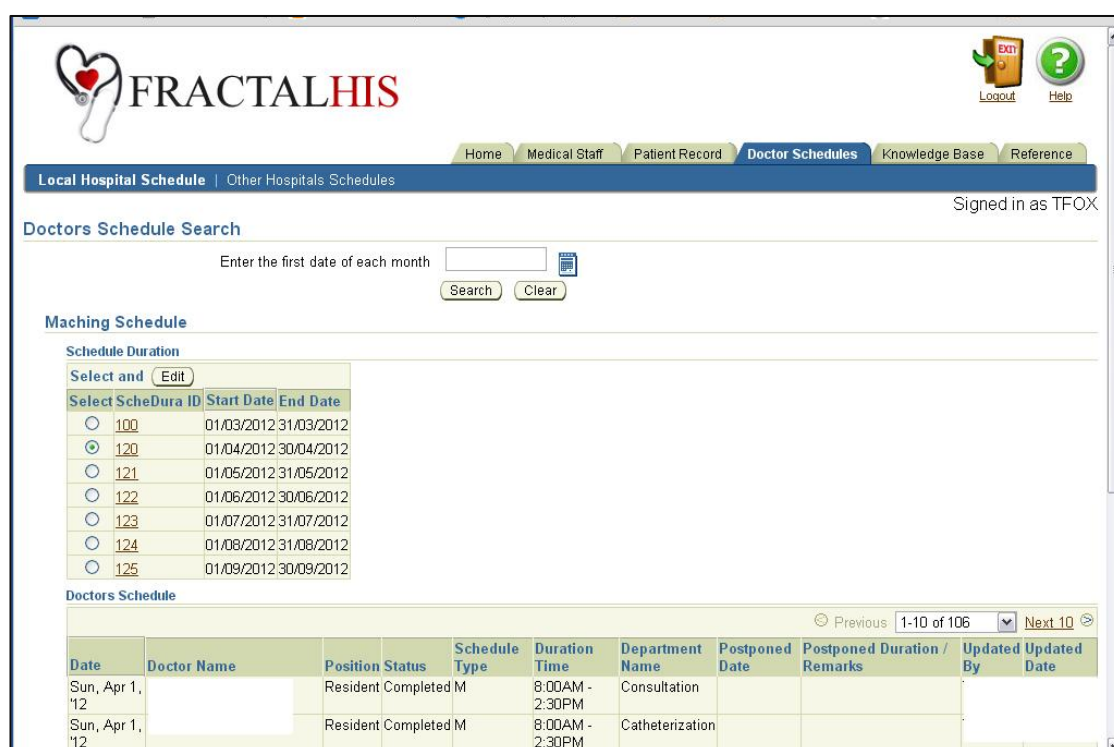 FRACTALHIS
EXIT
?
Logout Help
Home Medical Staff Patient Record Doctor Schedules Knowledge Base Reference
Local Hospital Schedule | Other Hospitals Schedules
Signed in as TFOX
Doctors Schedule Search
Enter the first date of each month
Search Clear
Maching Schedule
Schedule Duration
Select and Edit
Select ScheDura ID Start Date End Date
100 01/03/2012 31/03/2012
120 01/04/2012 30/04/2012
121 01/05/2012 31/05/2012
122 01/06/2012 30/06/2012
123 01/07/2012 31/07/2012
124 01/08/2012 31/08/2012
125 01/09/2012 30/09/2012
Doctors Schedule
Previous 1-10 of 106 Next 10
Schedule Duration Department Postponed Postponed Duration / Updated Updated
Date Doctor Name Position Status Type Time Name Date Remarks By Date
Sun, Apr 1, Resident Completed M 8:00AM - Consultation
'12 2:30PM
Sun, Apr 1, Resident Completed M 8:00AM - Catheterization
'12 2:30PM